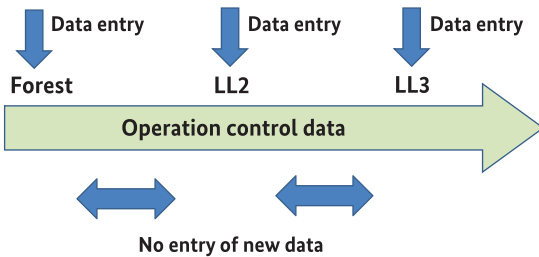 Data entry
Data entry
Data entry
Forest
LL2
LL3
Operation control data
No entry of new data